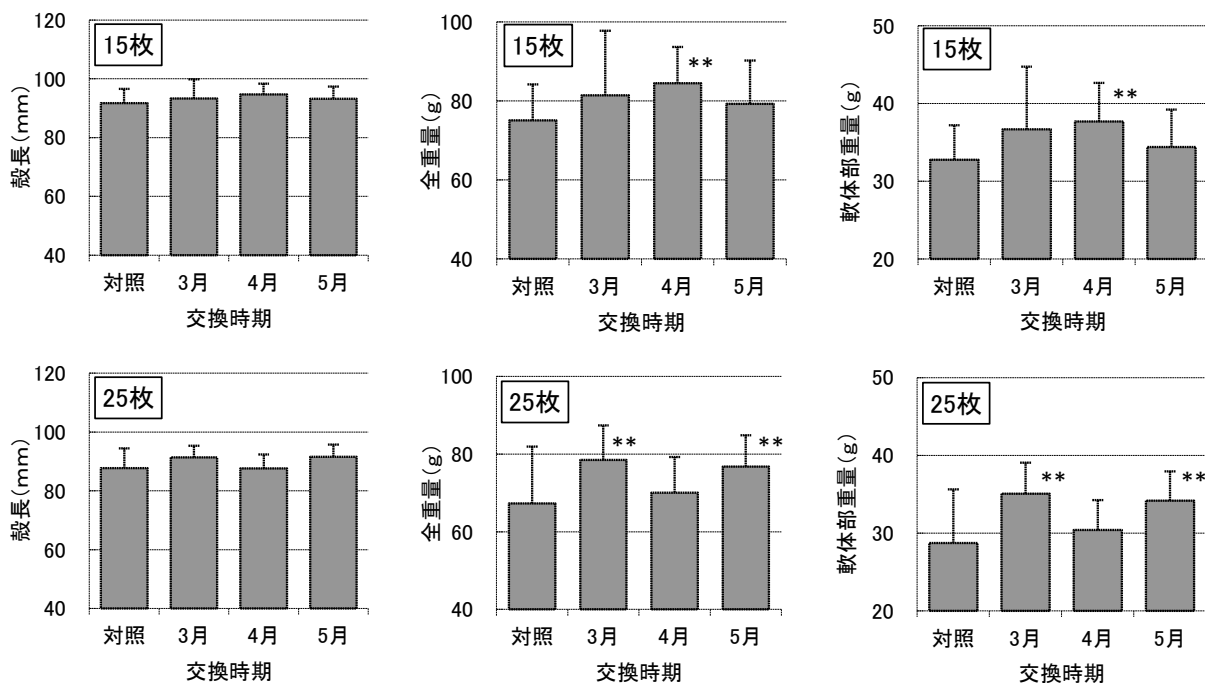 120
100
80
60
40
殻長(mm)
15枚
対照 3月 4月 5月
交換時期
100
80
60
40
全重量(g)
15枚
**
対照 3月 4月 5月
交換時期
50
40
30
20
軟体部重量(g)
15枚
**
対照 3月 4月 5月
交換時期
120
100
80
60
40
殻長(mm)
25枚
対照 3月 4月 5月
交換時期
100
80
60
40
全重量(g)
25枚
** **
対照 3月 4月 5月
交換時期
50
40
30
20
軟体部重量(g)
25枚
** **
対照 3月 4月 5月
交換時期